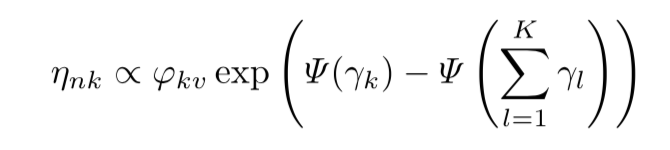 η_{nk} ∝ φ_{kv} exp ( Ψ(γ_k) − Ψ ( ∑_{l=1}^{K} γ_l ) )